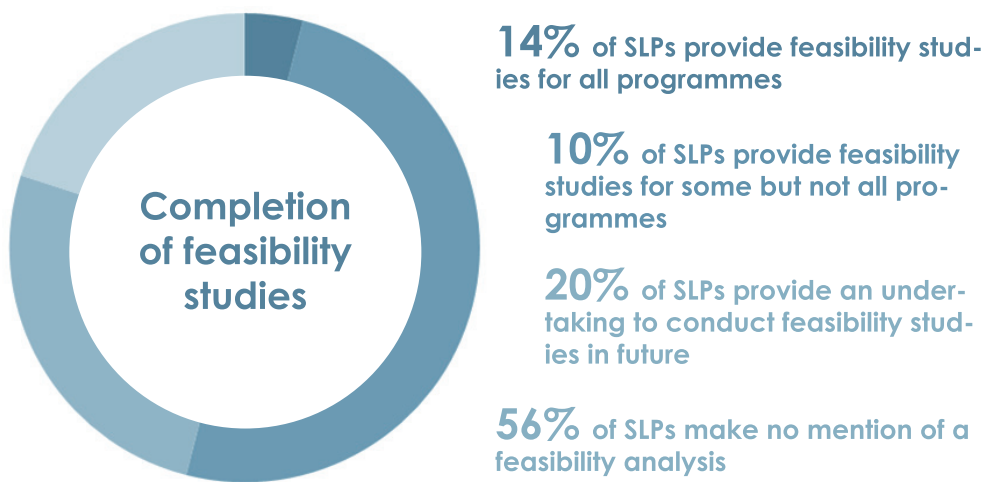 Completion
of feasibility
studies
14% of SLPs provide feasibility stud-
ies for all programmes
10% of SLPs provide feasibility
studies for some but not all pro-
grammes
20% of SLPs provide an under-
taking to conduct feasibility stud-
ies in future
56% of SLPs make no mention of a
feasibility analysis